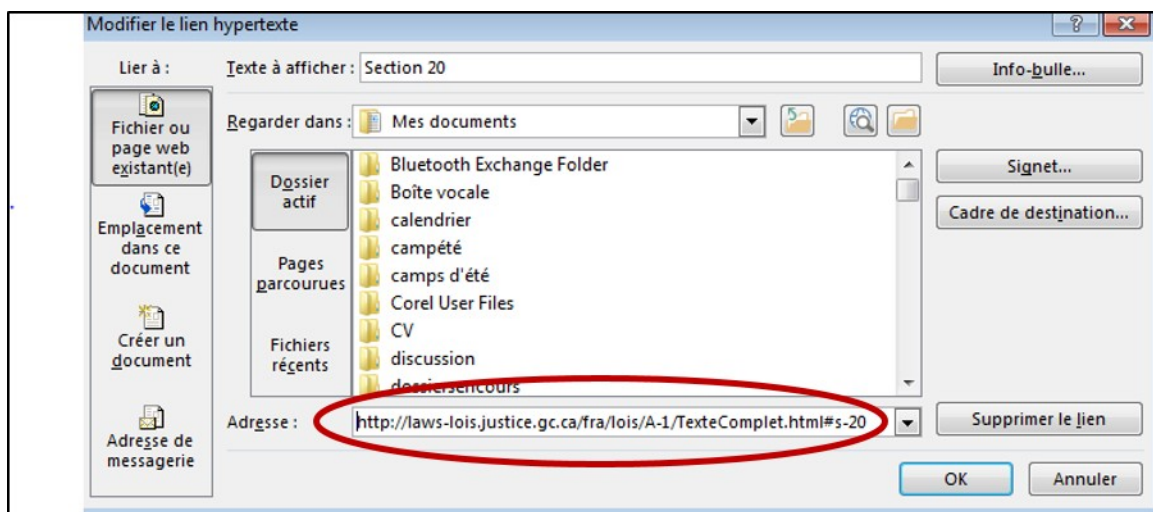 Modifier le lien hypertexte
Lier à :
Texte à afficher : Section 20
Info-bulle...
Fichier ou
page web
existant(e)
Regarder dans : Mes documents
Dossier
actif
Bluetooth Exchange Folder
Boîte vocale
calendrier
campété
camps d'été
Corel User Files
CV
discussion
dossiersencours
Signet...
Cadre de destination...
Emplacement
dans ce
document
Pages
parcourues
Créer un
document
Fichiers
récents
Adresse de
messagerie
Adresse : http://laws-lois.justice.gc.ca/fra/lois/A-1/TexteComplet.html#s-20
Supprimer le lien
OK
Annuler